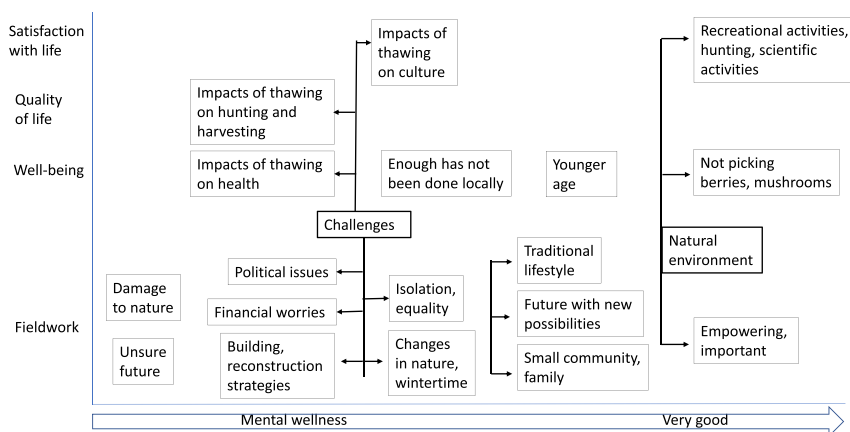 Satisfaction
with life
Impacts of
thawing
on culture
Recreational activities,
hunting, scientific
activities
Quality
of life
Impacts of thawing
on hunting and
harvesting
Well-being
Impacts of thawing
on health
Enough has not
been done locally
Younger
age
Not picking
berries, mushrooms
Challenges
Natural
environment
Political issues
Traditional
lifestyle
Damage
to nature
Isolation,
equality
Financial worries
Future with new
possibilities
Fieldwork
Empowering,
important
Unsure
future
Building,
reconstruction
strategies
Changes
in nature,
wintertime
Small community,
family
Mental wellness
Very good